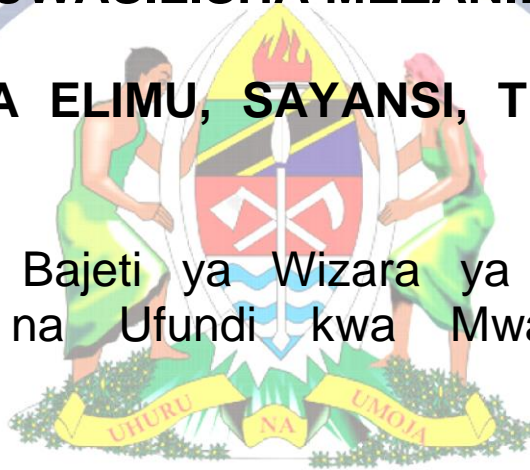 A ELIMU, SAYANSI, T
Bajeti ya Wizara ya
na Ufundi kwa Mwa
UHURU NA UMOJA